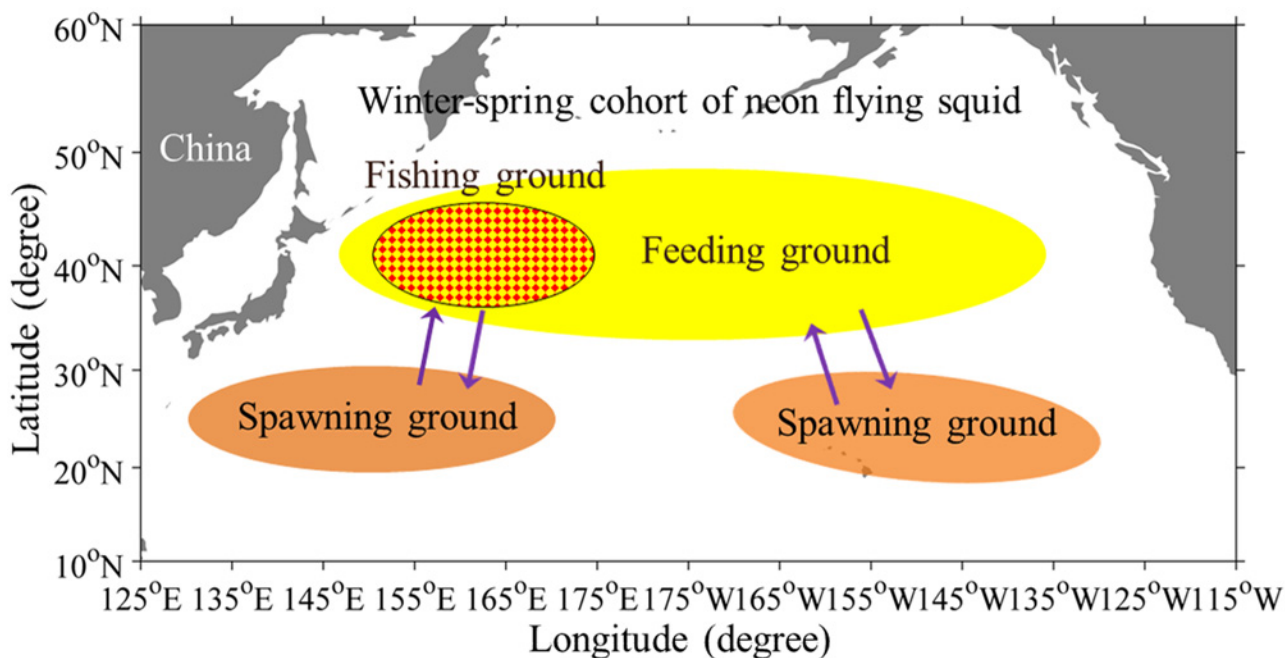 60°N
Winter-spring cohort of neon flying squid
China
50°N
Fishing ground
Feeding ground
40°N
30°N
Spawning ground
Spawning ground
20°N
10°N
Latitude (degree)
125°E 135°E 145°E 155°E 165°E 175°E 175°W 165°W 155°W 145°W 135°W 125°W 115°W
Longitude (degree)